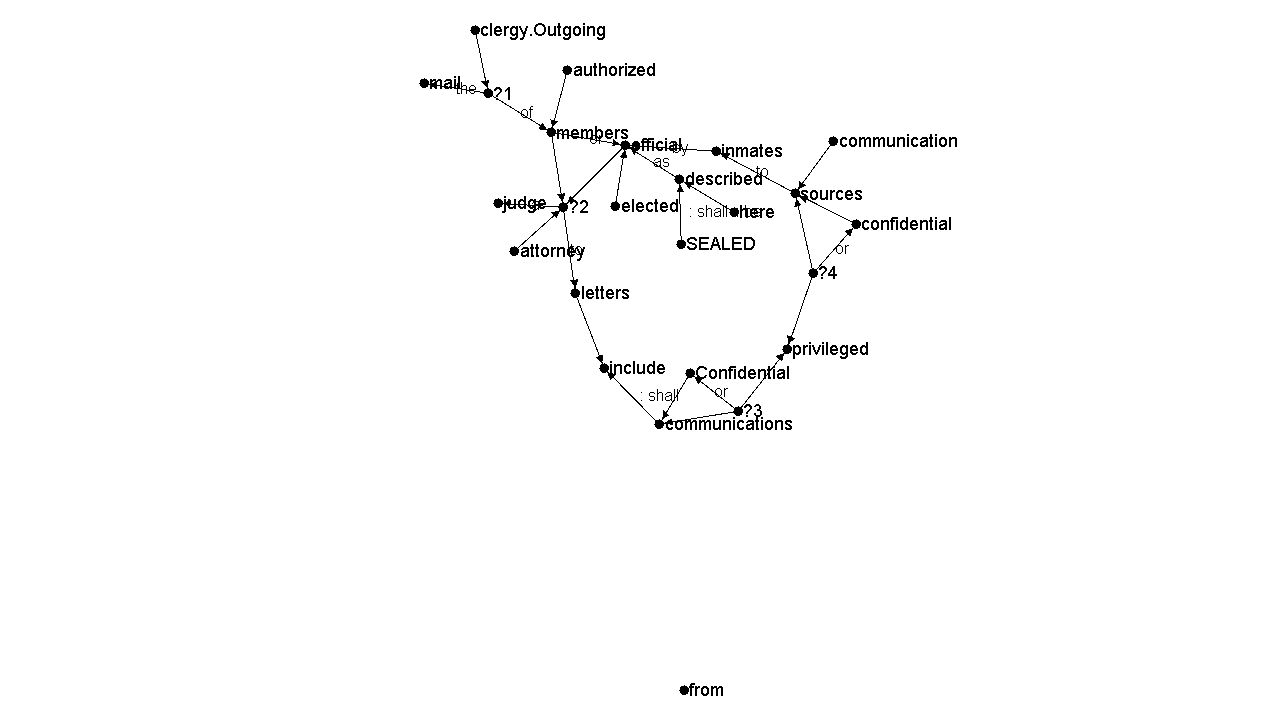 clergy.Outgoing
authorized
mail
the
?1
of
members
of
official
by
inmates
communication
as
to
described
sources
judge
?2
elected
: shall be
here
confidential
attorney
to
SEALED
or
?4
letters
privileged
include
Confidential
: shall
or
?3
communications
from